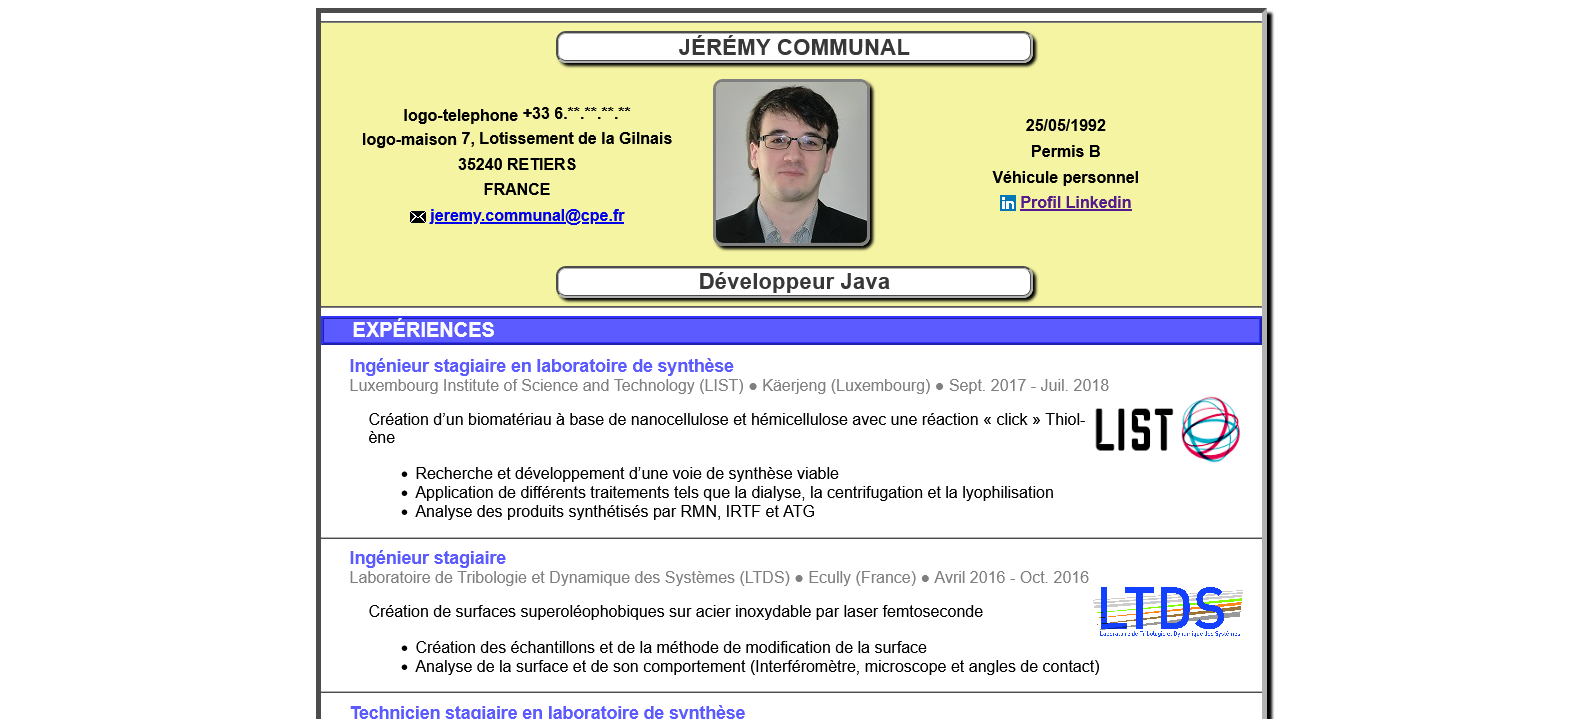 JÉRÉMY COMMUNAL
logo-telephone +33 6.**.**.**.**
logo-maison 7, Lotissement de la Gilnais
35240 RETIERS
FRANCE
jeremy.communal@cpe.fr
25/05/1992
Permis B
Véhicule personnel
in Profil Linkedin
Développeur Java
EXPÉRIENCES
Ingénieur stagiaire en laboratoire de synthèse
Luxembourg Institute of Science and Technology (LIST) ● Käerjeng (Luxembourg) ● Sept. 2017 - Juil. 2018
Création d’un biomatériau à base de nanocellulose et hémicellulose avec une réaction « click » Thiol-
ène
LIST
• Recherche et développement d’une voie de synthèse viable
• Application de différents traitements tels que la dialyse, la centrifugation et la lyophilisation
• Analyse des produits synthétisés par RMN, IRTF et ATG
Ingénieur stagiaire
Laboratoire de Tribologie et Dynamique des Systèmes (LTDS) ● Ecully (France) ● Avril 2016 - Oct. 2016
Création de surfaces superoléophobiques sur acier inoxydable par laser femtoseconde
LTDS
Laboratoire de Tribologie et Dynamique des Systèmes
• Création des échantillons et de la méthode de modification de la surface
• Analyse de la surface et de son comportement (Interféromètre, microscope et angles de contact)
Technicien stagiaire en laboratoire de synthèse